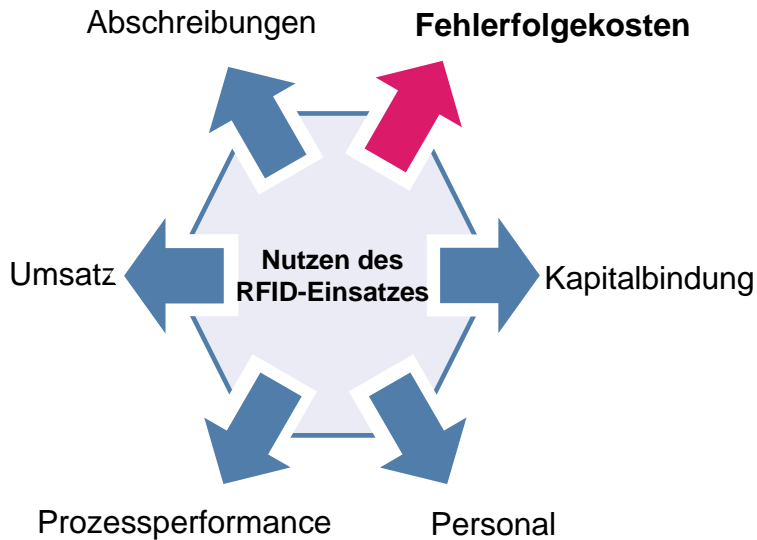 Abschreibungen
Fehlerfolgekosten
Umsatz
Nutzen des
RFID-Einsatzes
Kapitalbindung
Prozessperformance
Personal